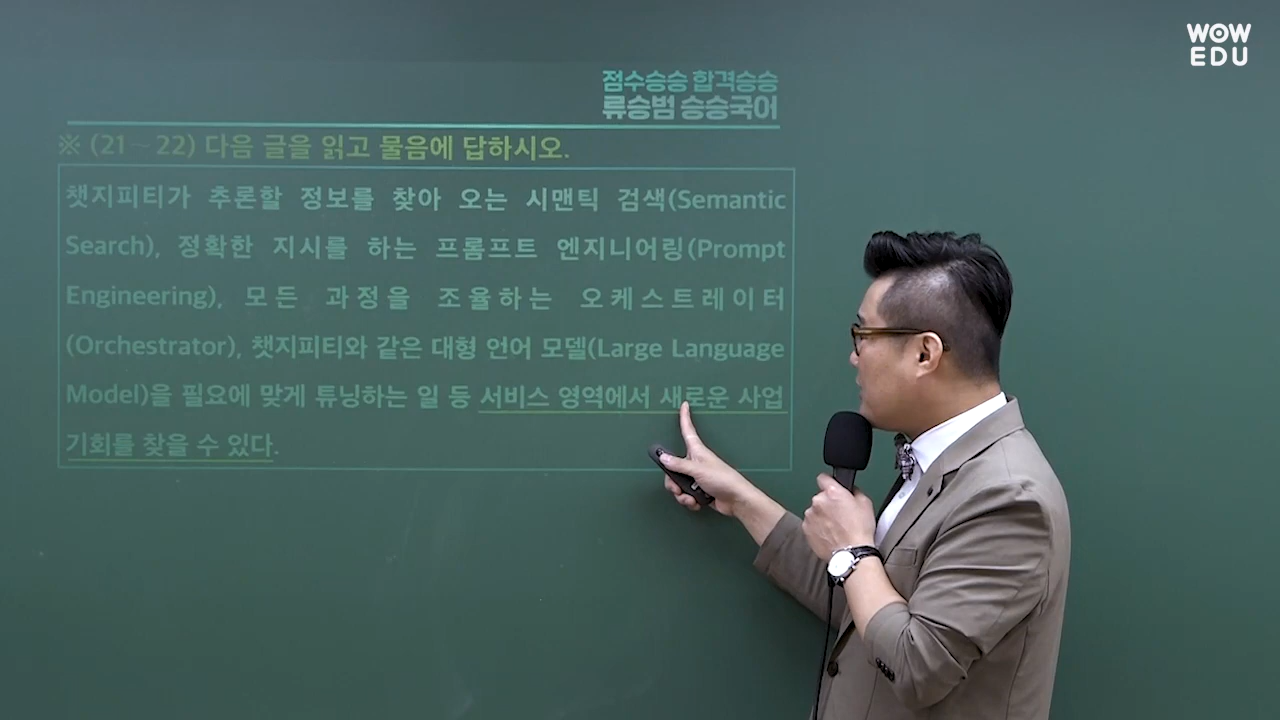 WOW
EDU
점수승승 합격승승
류승범 승승국어
※ (21~22) 다음 글을 읽고 물음에 답하시오.
챗지피티가 추론할 정보를 찾아 오는 시맨틱 검색(Semantic
Search), 정확한 지시를 하는 프롬프트 엔지니어링(Prompt
Engineering), 모든 과정을 조율하는 오케스트레이터
(Orchestrator), 챗지피티와 같은 대형 언어 모델(Large Language
Model)을 필요에 맞게 튜닝하는 일 등 서비스 영역에서 새로운 사업
기회를 찾을 수 있다.